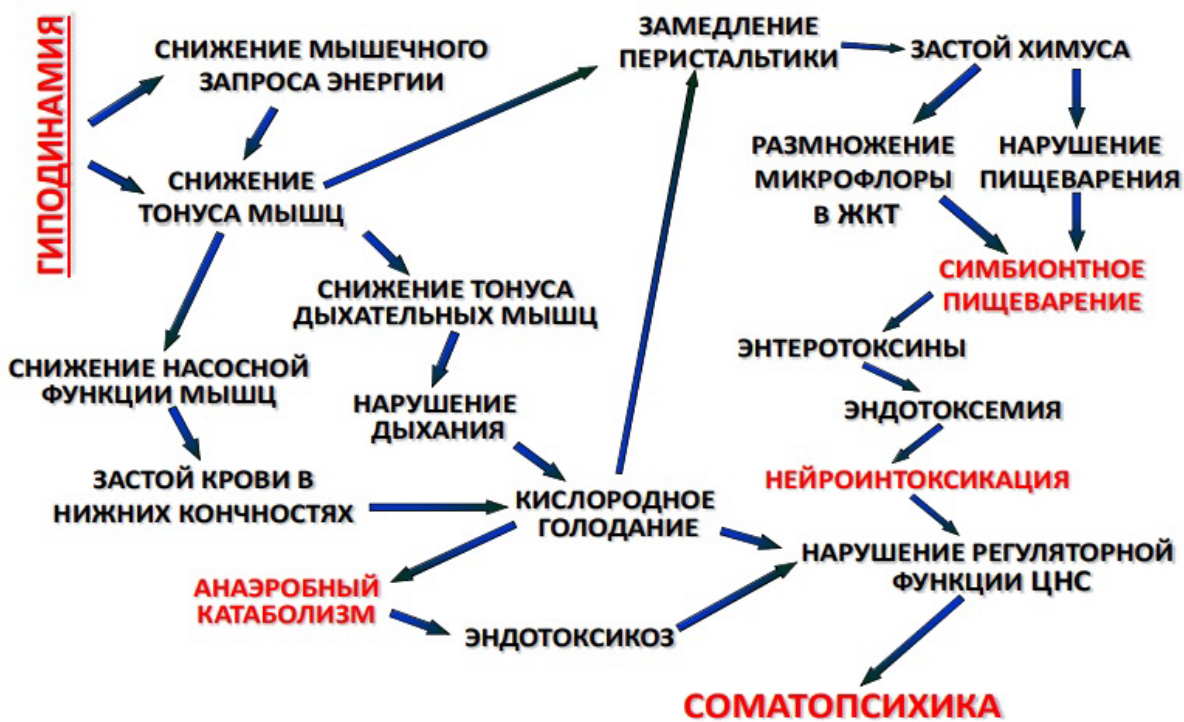 ГИПОДИНАМИЯ
СНИЖЕНИЕ МЫШЕЧНОГО
ЗАПРОСА ЭНЕРГИИ
СНИЖЕНИЕ
ТОНУСА МЫШЦ
СНИЖЕНИЕ ТОНУСА
ДЫХАТЕЛЬНЫХ МЫШЦ
СНИЖЕНИЕ НАСОСНОЙ
ФУНКЦИИ МЫШЦ
НАРУШЕНИЕ
ДЫХАНИЯ
ЗАСТОЙ КРОВИ В
НИЖНИХ КОНЧНОСТЯХ
КИСЛОРОДНОЕ
ГОЛОДАНИЕ
АНАЭРОБНЫЙ
КАТАБОЛИЗМ
ЭНДОТОКСИКОЗ
ЗАМЕДЛЕНИЕ
ПЕРИСТАЛЬТИКИ
ЗАСТОЙ ХИМУСА
РАЗМНОЖЕНИЕ
МИКРОФЛОРЫ
В ЖКТ
НАРУШЕНИЕ
ПИЩЕВАРЕНИЯ
СИМБИОНТНОЕ
ПИЩЕВАРЕНИЕ
ЭНТЕРОТОКСИНЫ
ЭНДОТОКСЕМИЯ
НЕЙРОИНТОКСИКАЦИЯ
НАРУШЕНИЕ РЕГУЛЯТОРНОЙ
ФУНКЦИИ ЦНС
СОМАТОПСИХИКА